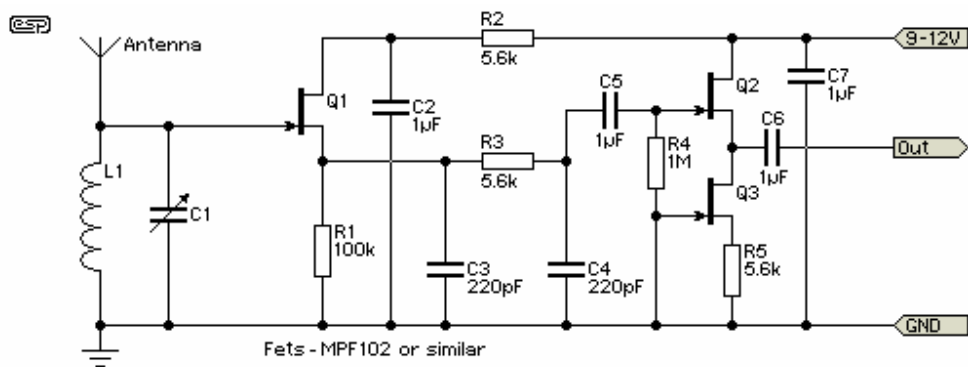 esp
Antenna
R2
5.6k
9-12V
Q1
C2
1µF
C5
1µF
Q2
C7
1µF
C6
1µF
Out
R3
5.6k
R4
1M
L1
C1
Q3
R1
100k
C3
220pF
C4
220pF
R5
5.6k
GND
Fets - MPF102 or similar